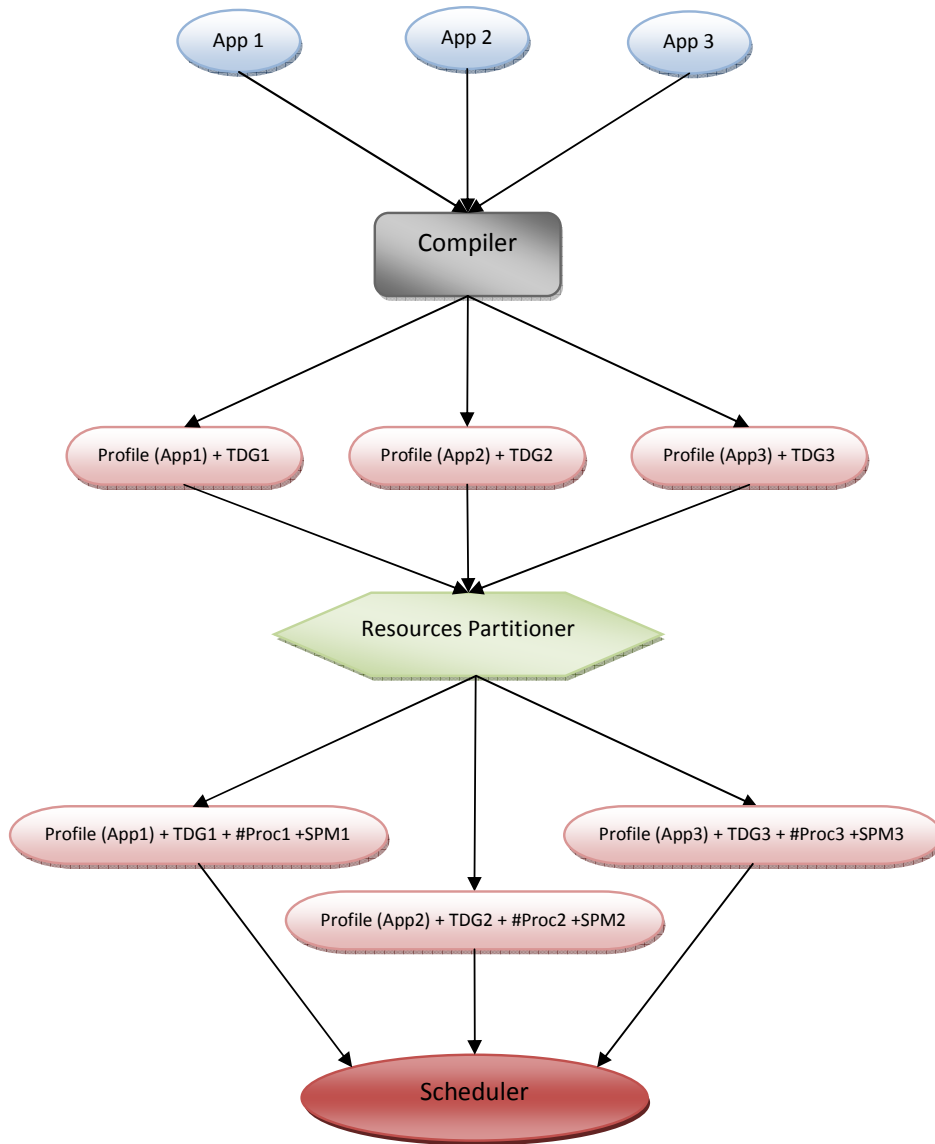 App 1
App 2
App 3
Compiler
Profile (App1) + TDG1
Profile (App2) + TDG2
Profile (App3) + TDG3
Resources Partitioner
Profile (App1) + TDG1 + #Proc1 +SPM1
Profile (App3) + TDG3 + #Proc3 +SPM3
Profile (App2) + TDG2 + #Proc2 +SPM2
Scheduler